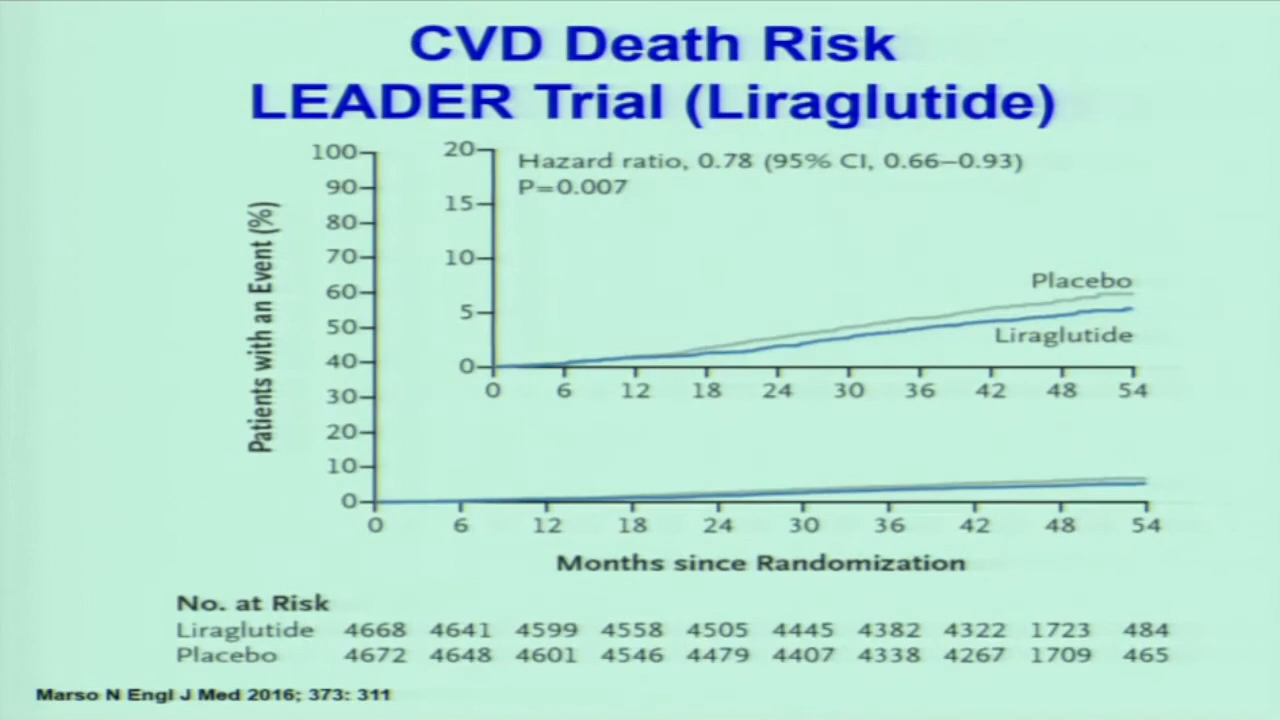 CVD Death Risk
LEADER Trial (Liraglutide)
Patients with an Event (%)
100
90
80
70
60
50
40
30
20
10
0
20
15
10
5
0
Hazard ratio, 0.78 (95% CI, 0.66–0.93)
P=0.007
Placebo
Liraglutide
0 6 12 18 24 30 36 42 48 54
0 6 12 18 24 30 36 42 48 54
Months since Randomization
No. at Risk
Liraglutide 4668 4641 4599 4558 4505 4445 4382 4322 1723 484
Placebo 4672 4648 4601 4546 4479 4407 4338 4267 1709 465
Marso N Engl J Med 2016; 373: 311